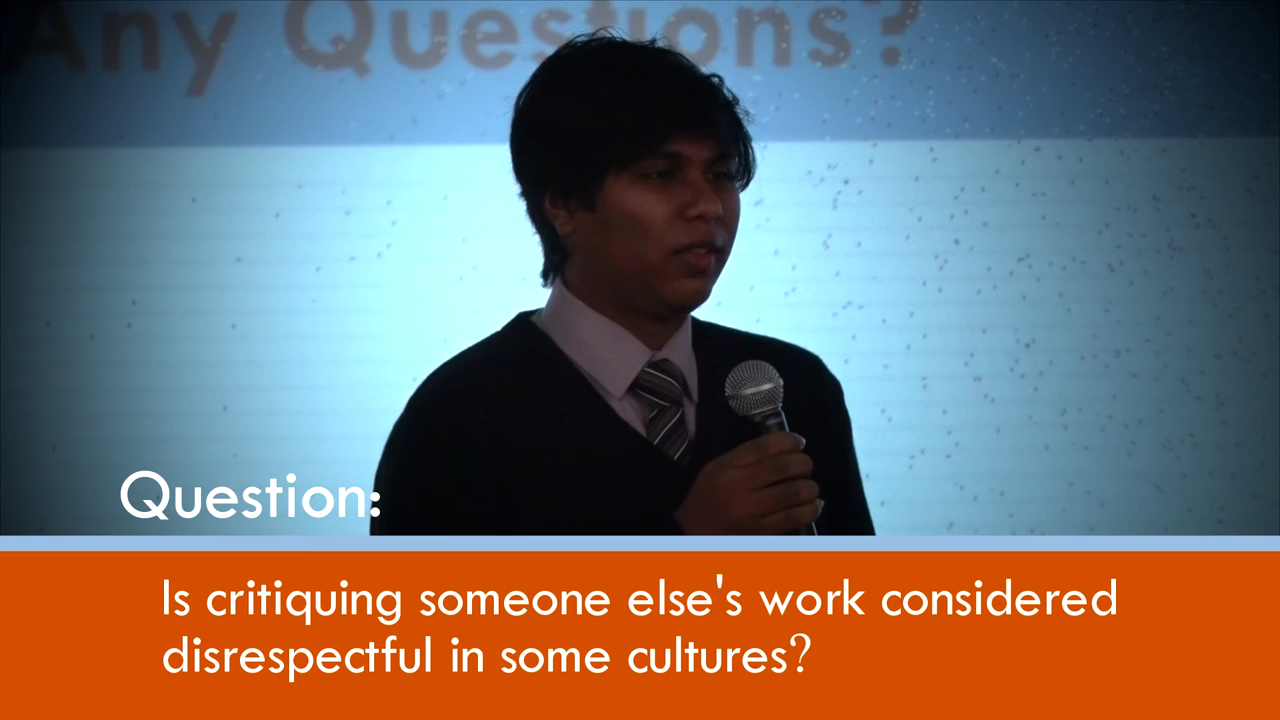 Any Questions?
Question:
Is critiquing someone else's work considered
disrespectful in some cultures?